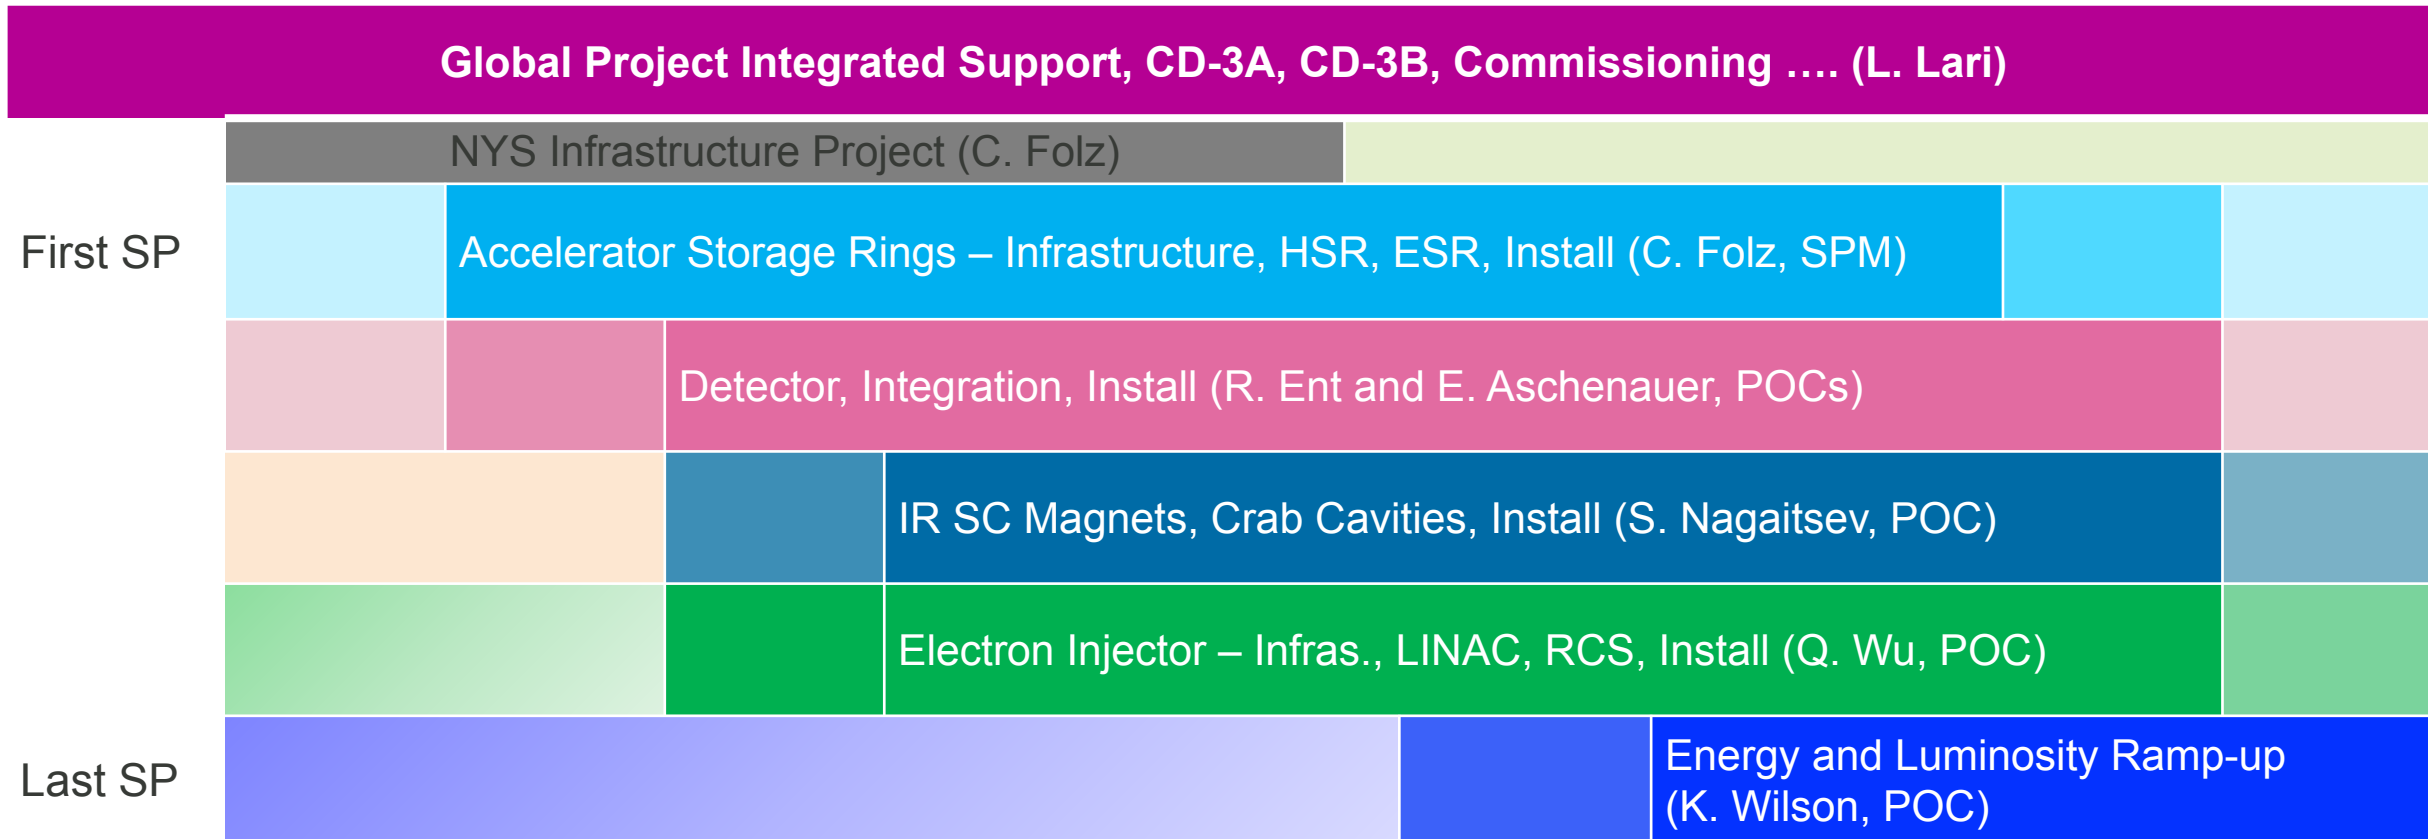 Global Project Integrated Support, CD-3A, CD-3B, Commissioning .... (L. Lari)
NYS Infrastructure Project (C. Folz)
First SP
Accelerator Storage Rings – Infrastructure, HSR, ESR, Install (C. Folz, SPM)
Detector, Integration, Install (R. Ent and E. Aschenauer, POCs)
IR SC Magnets, Crab Cavities, Install (S. Nagaitsev, POC)
Electron Injector – Infras., LINAC, RCS, Install (Q. Wu, POC)
Last SP
Energy and Luminosity Ramp-up
(K. Wilson, POC)